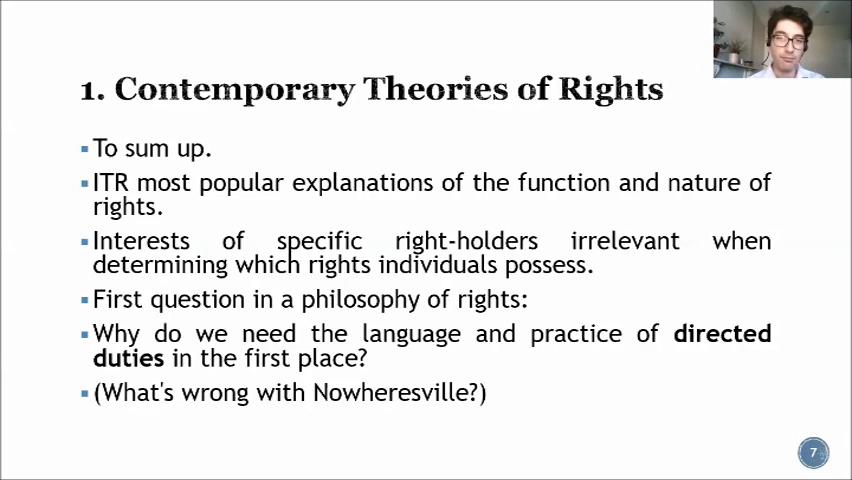 1. Contemporary Theories of Rights
▪To sum up.
▪ITR most popular explanations of the function and nature of
rights.
▪Interests of specific right-holders irrelevant when
determining which rights individuals possess.
▪First question in a philosophy of rights:
▪Why do we need the language and practice of directed
duties in the first place?
▪(What's wrong with Nowheresville?)
7